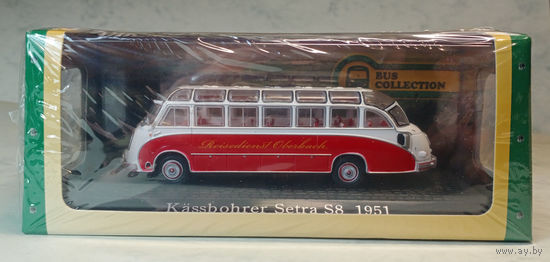 BUS
COLLECTION
Reisedienst Oberbach
Kässbohrer Setra S8 1951
www.ay.by